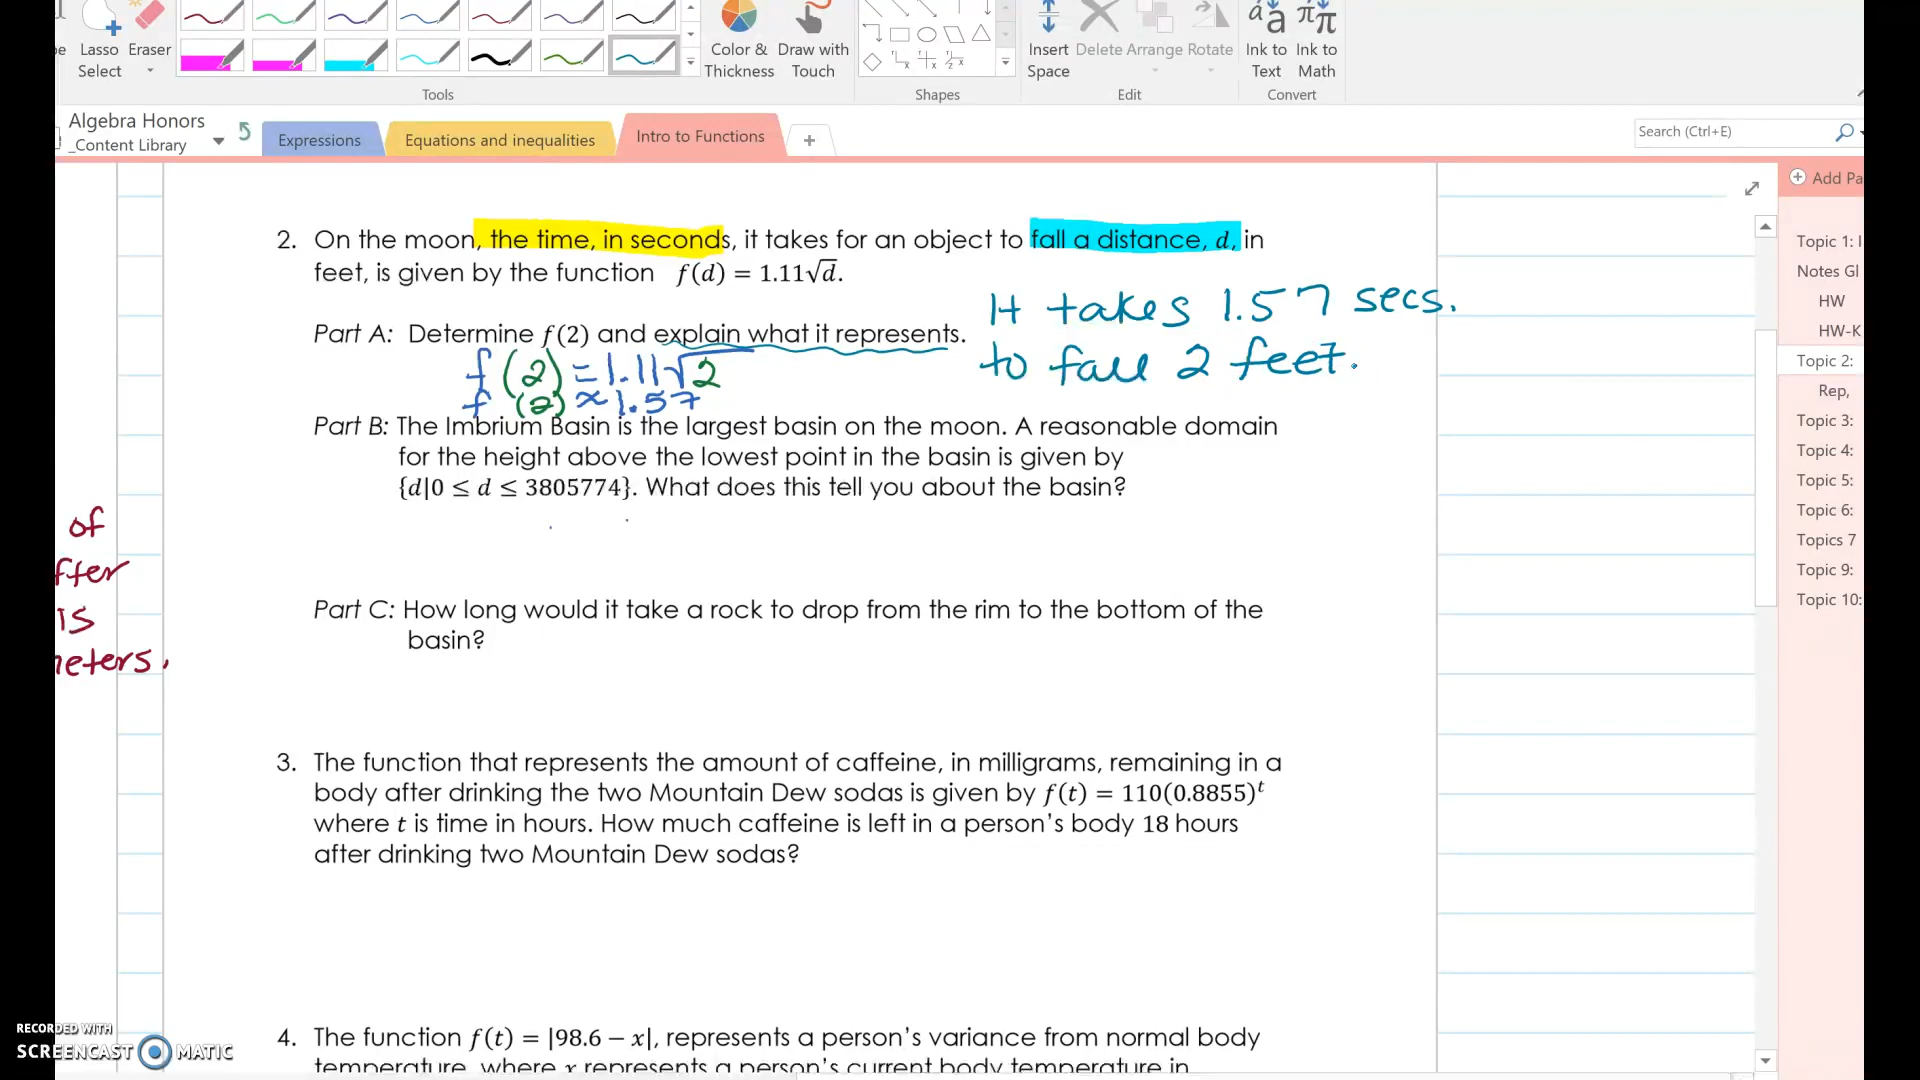 Lasso
Select
Eraser
Color &
Thickness
Draw with
Touch
Insert
Space
Delete Arrange Rotate
Ink to
Text
Ink to
Math
Tools
Shapes
Edit
Convert
Algebra Honors
_Content Library
Expressions
Equations and inequalities
Intro to Functions
Search (Ctrl+E)
Add Pa
2. On the moon, the time, in seconds, it takes for an object to fall a distance, d, in
feet, is given by the function f(d) = 1.11√d.
It takes 1.57 secs.
to fall 2 feet.
Part A: Determine f(2) and explain what it represents.
f(2) = 1.11√2
f(2) ≈ 1.57
Part B: The Imbrium Basin is the largest basin on the moon. A reasonable domain
for the height above the lowest point in the basin is given by
{d|0 ≤ d ≤ 3805774}. What does this tell you about the basin?
of
ffter
is
meters.
Part C: How long would it take a rock to drop from the rim to the bottom of the
basin?
3. The function that represents the amount of caffeine, in milligrams, remaining in a
body after drinking the two Mountain Dew sodas is given by f(t) = 110(0.8855)ᵗ
where t is time in hours. How much caffeine is left in a person's body 18 hours
after drinking two Mountain Dew sodas?
4. The function f(t) = |98.6 − x|, represents a person's variance from normal body
temperature, where x represents a person's current body temperature in
Topic 1: I
Notes Gl
HW
HW-K
Topic 2:
Rep,
Topic 3:
Topic 4:
Topic 5:
Topic 6:
Topics 7
Topic 9:
Topic 10:
RECORDED WITH
SCREENCAST MATIC